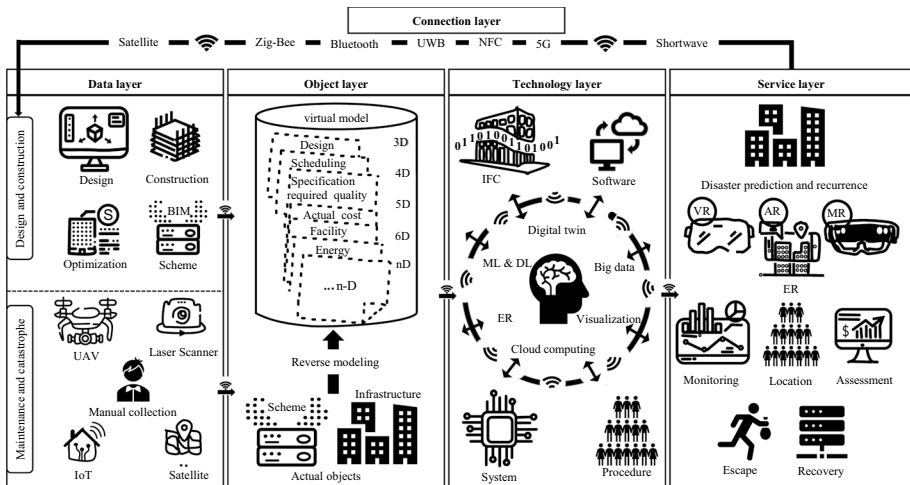 Connection layer
Satellite Zig-Bee Bluetooth UWB NFC 5G Shortwave
Data layer
Design and construction
Design
Construction
S
BIM
Optimization
Scheme
Maintenance and catastrophe
UAV
Laser Scanner
Manual collection
IoT
Satellite
Object layer
virtual model
Design
Scheduling
Specification
required quality
Actual cost
Facility
Energy
...n-D
3D
4D
5D
6D
nD
Reverse modeling
Scheme
Infrastructure
Actual objects
Technology layer
011010011010011
IFC
Software
Digital twin
ML & DL
Big data
ER
Visualization
Cloud computing
System
Procedure
Service layer
Disaster prediction and recurrence
VR
AR
MR
ER
$
Monitoring
Location
Assessment
Escape
Recovery